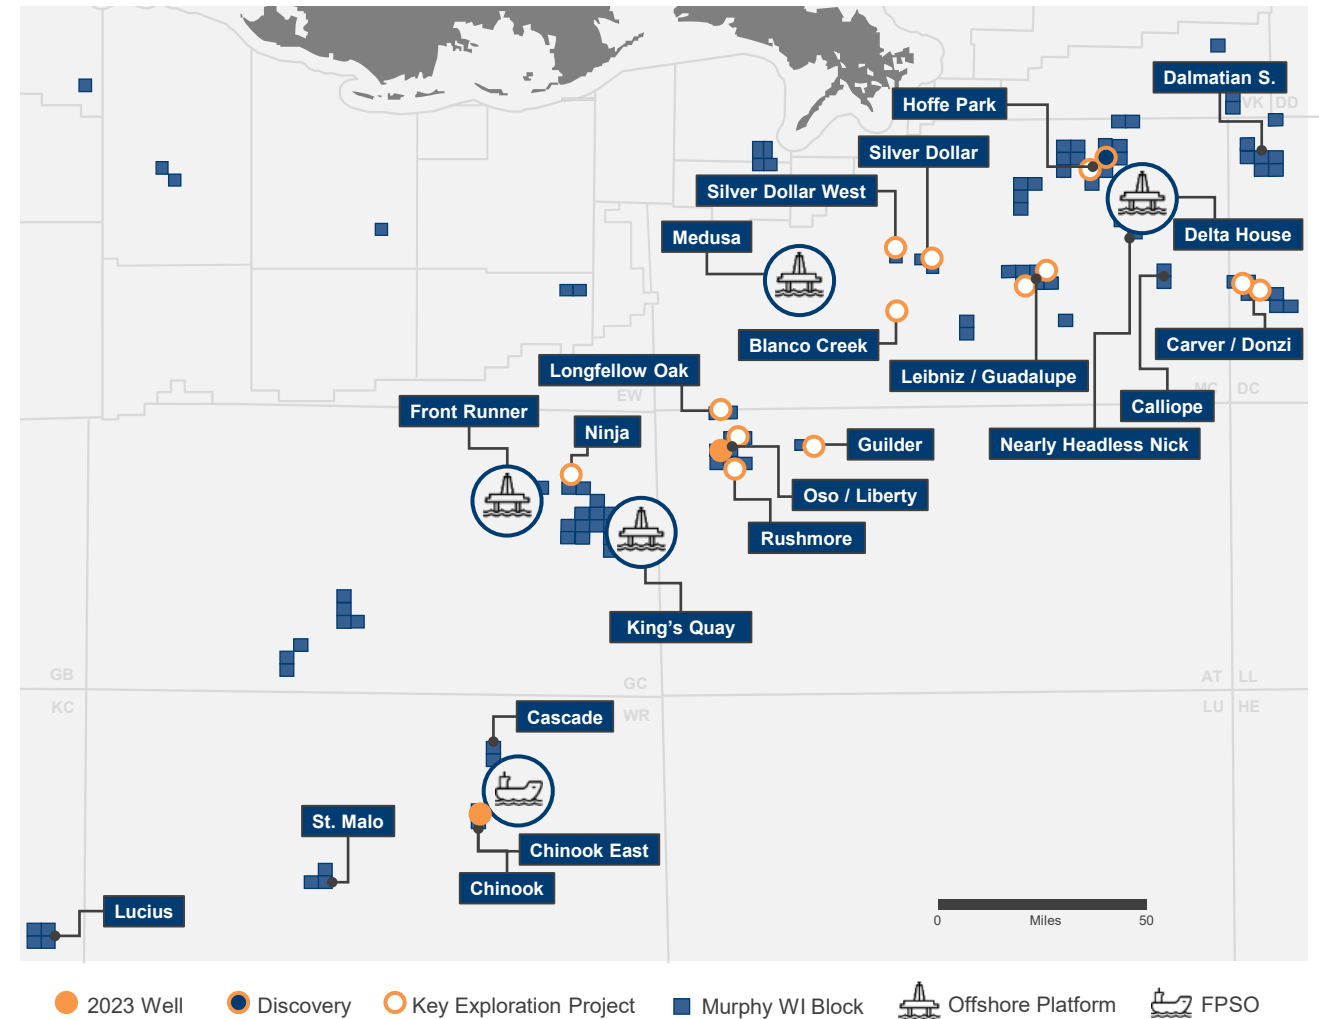 Dalmatian S.
VK
DD
Hoffe Park
Silver Dollar
Silver Dollar West
Medusa
Delta House
Blanco Creek
Carver / Donzi
Longfellow Oak
Leibniz / Guadalupe
EW
MC
DC
Front Runner
Calliope
Ninja
Nearly Headless Nick
Guilder
Oso / Liberty
Rushmore
King's Quay
GB
GC
AT
LL
KC
WR
LU
HE
Cascade
St. Malo
Chinook East
Chinook
Lucius
0
Miles
50
2023 Well
Discovery
Key Exploration Project
Murphy WI Block
Offshore Platform
FPSO